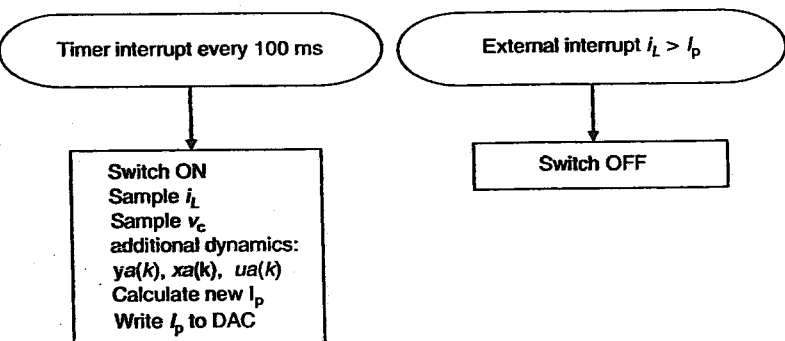 Timer interrupt every 100 ms
External interrupt iL > Ip
Switch ON
Sample iL
Sample vc
additional dynamics:
ya(k), xa(k), ua(k)
Calculate new Ip
Write Ip to DAC
Switch OFF